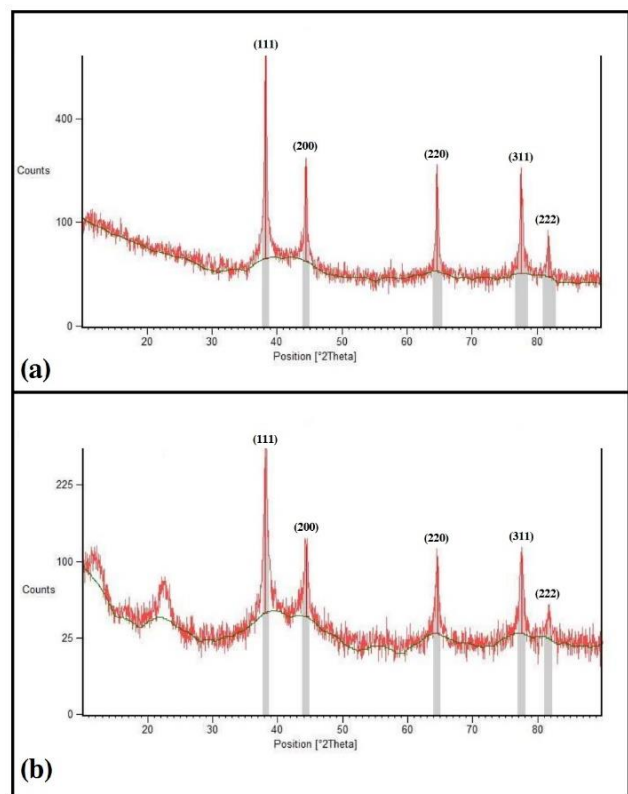 (111)
(200)
(220)
(311)
(222)
400
Counts
100
0
20 30 40 50 60 70 80
Position [°2Theta]
(a)
(111)
(200)
(220)
(311)
(222)
225
100
Counts
25
0
20 30 40 50 60 70 80
Position [°2Theta]
(b)